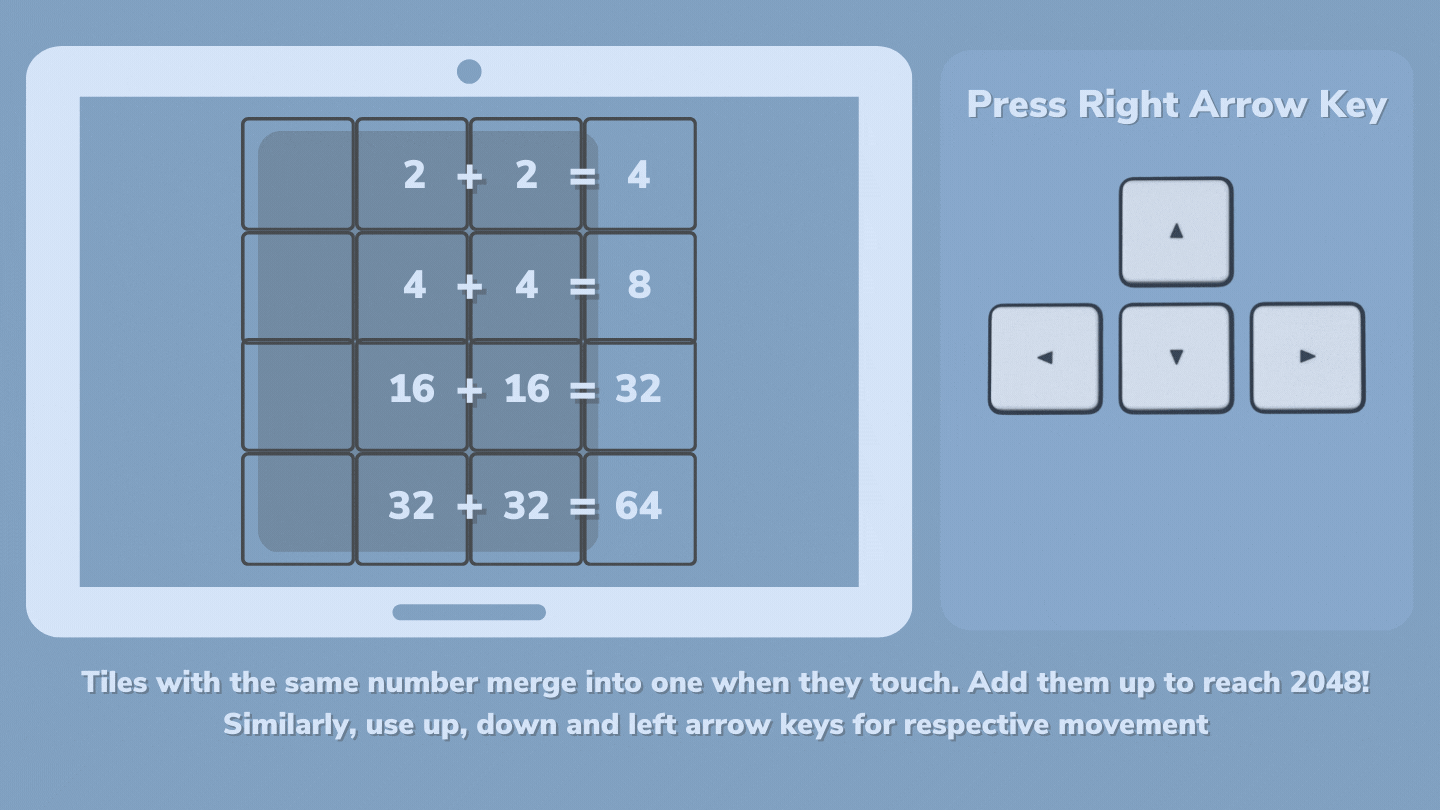 Press Right Arrow Key
2 + 2 = 4
4 + 4 = 8
16 + 16 = 32
32 + 32 = 64
Tiles with the same number merge into one when they touch. Add them up to reach 2048!
Similarly, use up, down and left arrow keys for respective movement